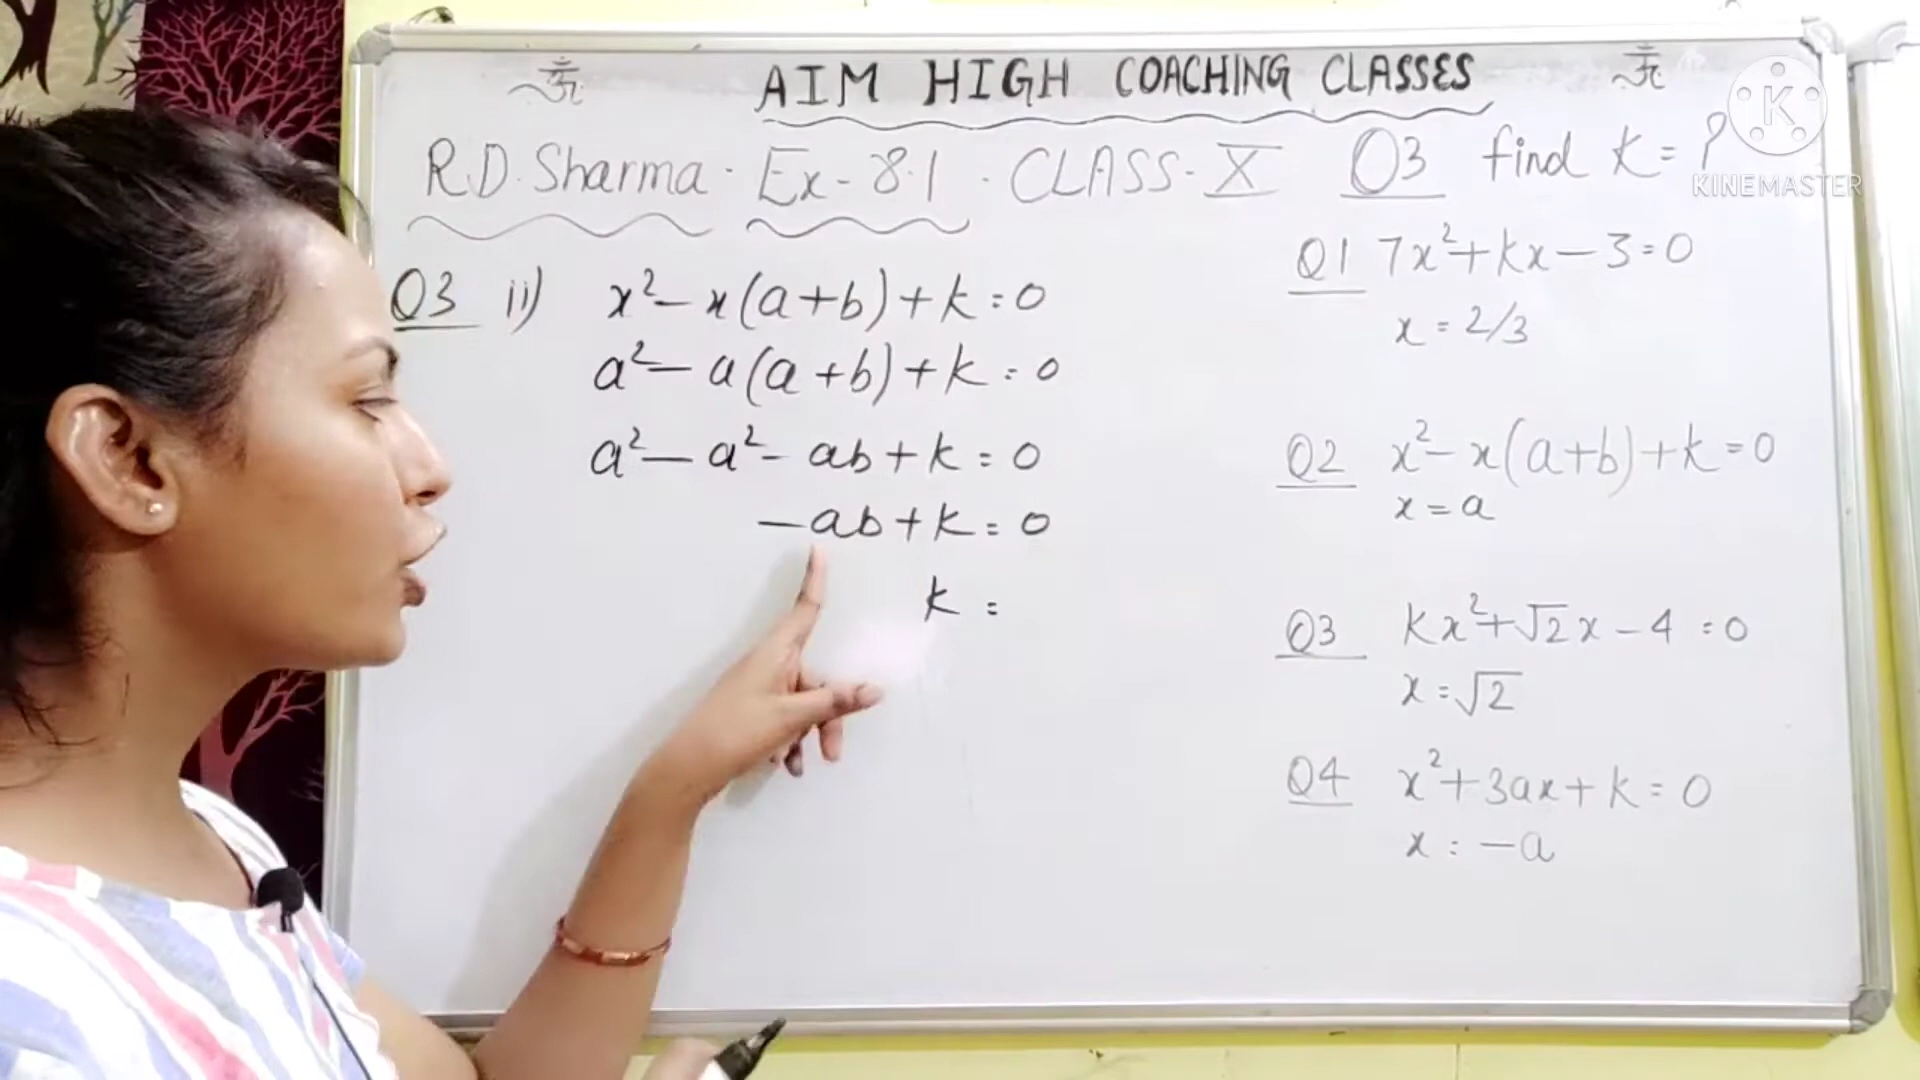 ॐ AIM HIGH COACHING CLASSES ॐ
R.D. Sharma. Ex-8.1. CLASS-X Q3 find K=?
K
KINEMASTER
Q3 ii) x²-x(a+b)+k=0
a²-a(a+b)+k=0
a²-a²-ab+k=0
-ab+k=0
k=
Q1 7x²+kx-3=0
x=2/3
Q2 x²-x(a+b)+k=0
x=a
Q3 Kx²+√2x-4=0
x=√2
Q4 x²+3ax+k=0
x=-a